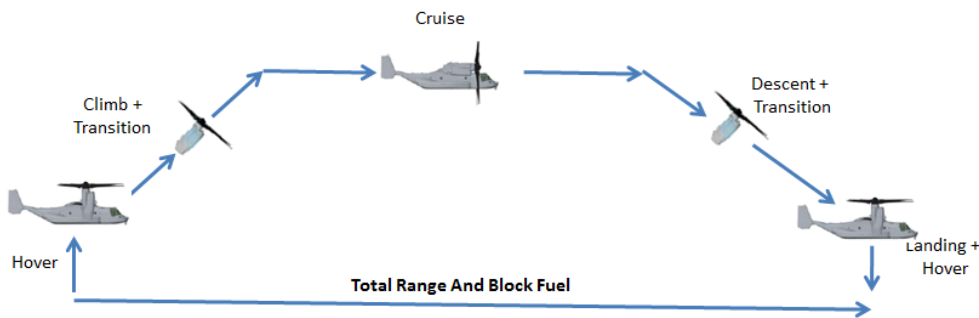 Cruise
Climb +
Transition
Descent +
Transition
Hover
Landing +
Hover
Total Range And Block Fuel